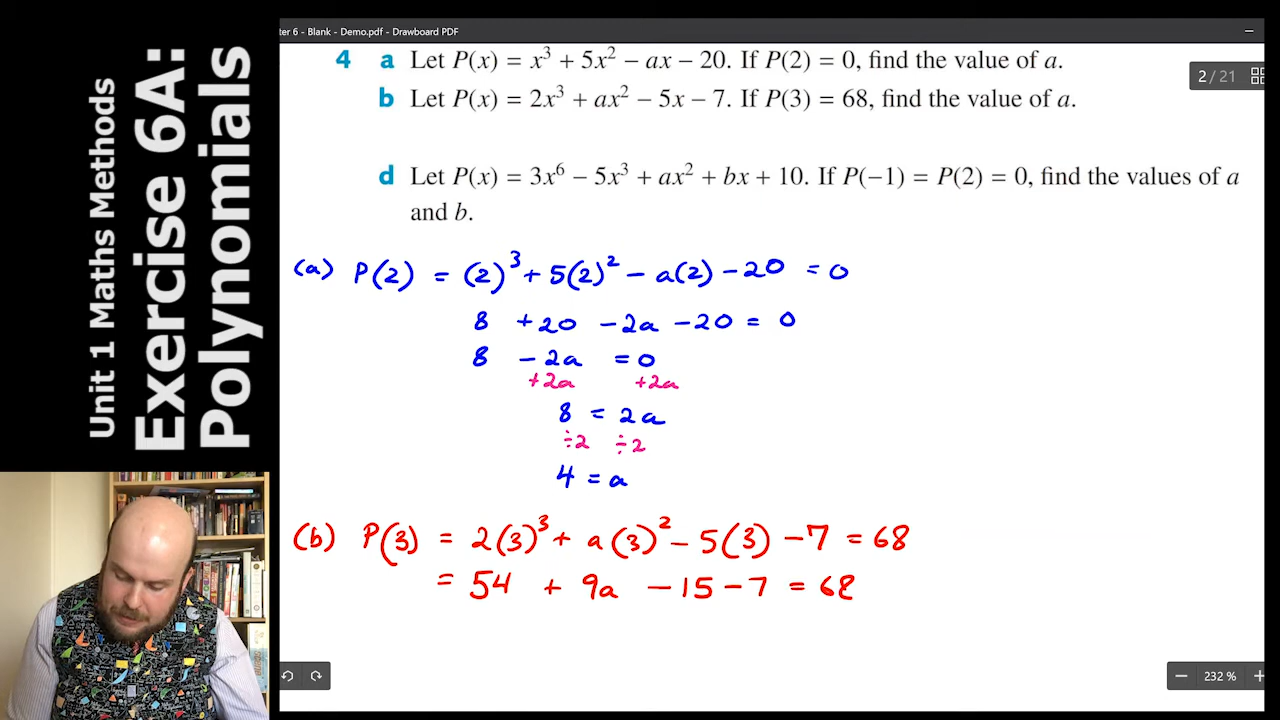 Unit 1 Maths Methods
Exercise 6A:
Polynomials
ter 6 - Blank - Demo.pdf - Drawboard PDF
2 / 21
4 a Let P(x) = x³ + 5x² − ax − 20. If P(2) = 0, find the value of a.
b Let P(x) = 2x³ + ax² − 5x − 7. If P(3) = 68, find the value of a.
d Let P(x) = 3x⁶ − 5x³ + ax² + bx + 10. If P(−1) = P(2) = 0, find the values of a
and b.
(a) P(2) = (2)³ + 5(2)² − a(2) − 20 = 0
8 + 20 − 2a − 20 = 0
8 − 2a = 0
+2a +2a
8 = 2a
÷2 ÷2
4 = a
(b) P(3) = 2(3)³ + a(3)² − 5(3) − 7 = 68
= 54 + 9a − 15 − 7 = 68
232 %